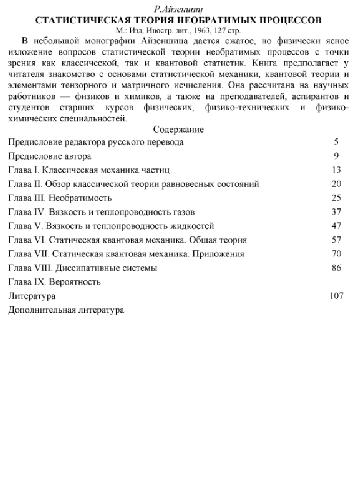 Р.Айзеншиц
СТАТИСТИЧЕСКАЯ ТЕОРИЯ НЕОБРАТИМЫХ ПРОЦЕССОВ
М.: Изд. Иностр. лит., 1963, 127 стр.
В небольшой монографии Айзеншица дается сжатое, но физически ясное
изложение вопросов статистической теории необратимых процессов с точки
зрения как классической, так и квантовой статистик. Книга предполагает у
читателя знакомство с основами статистической механики, квантовой теории и
элементами тензорного и матричного исчисления. Она рассчитана на научных
работников — физиков и химиков, а также на преподавателей, аспирантов и
студентов старших курсов физических, физико-технических и физико-
химических специальностей.
Содержание
Предисловие редактора русского перевода 5
Предисловие автора 9
Глава I. Классическая механика частиц 13
Глава II. Обзор классической теории равновесных состояний 20
Глава III. Необратимость 25
Глава IV. Вязкость и теплопроводность газов 37
Глава V. Вязкость и теплопроводность жидкостей 47
Глава VI. Статическая квантовая механика. Общая теория 57
Глава VII. Статическая квантовая механика. Приложения 70
Глава VIII. Диссипативные системы 86
Глава IX. Вероятность
Литература 107
Дополнительная литература